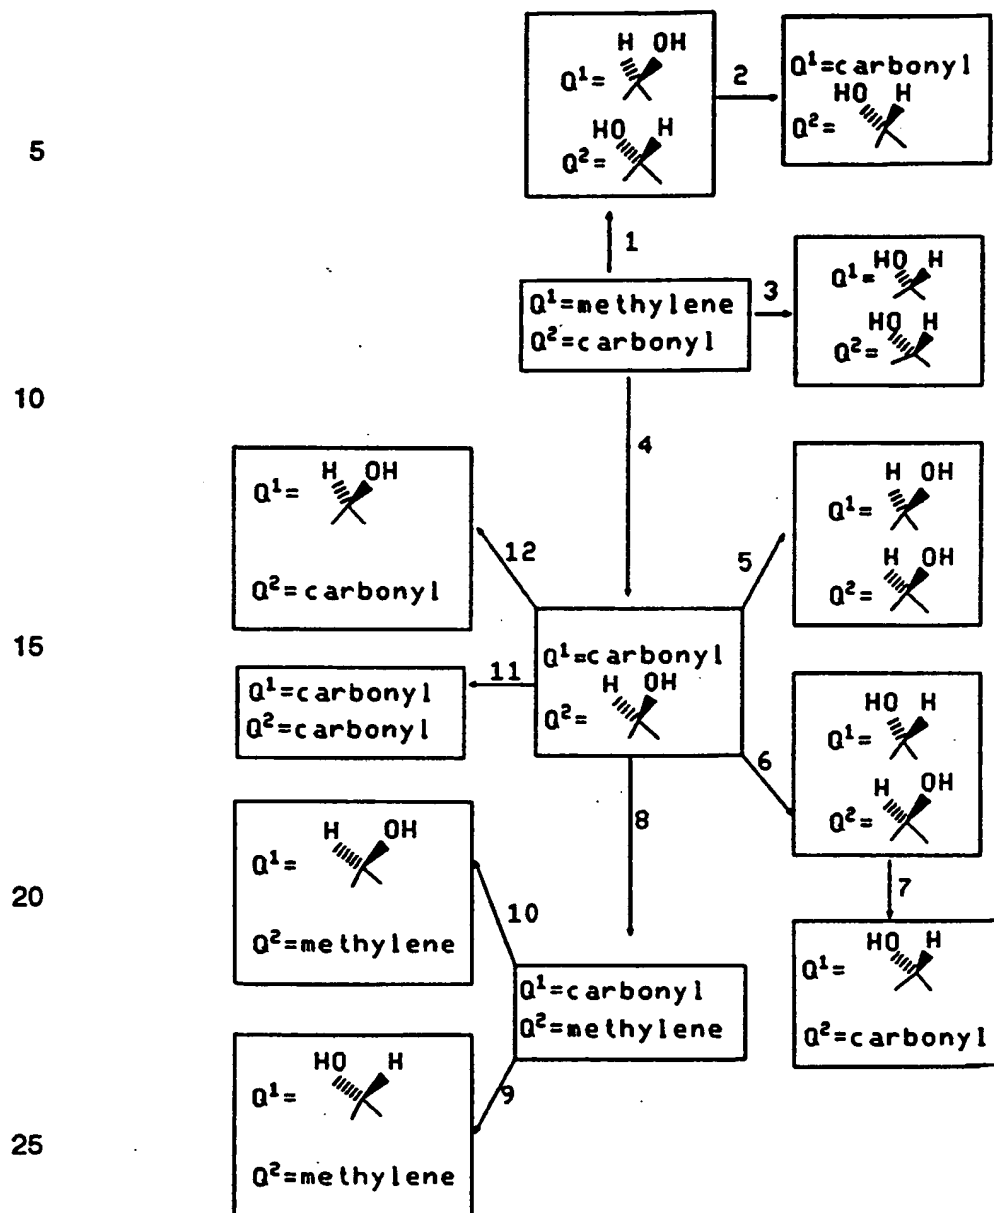 H OH
Q¹=
HO H
Q²=
2
Q¹=carbonyl
HO H
Q²=
5
1
Q¹=methylene
Q²=carbonyl
3
HO H
Q¹=
HO H
Q²=
10
4
H OH
Q¹=
Q²=carbonyl
12
5
H OH
Q¹=
H OH
Q²=
15
Q¹=carbonyl
H OH
Q²=
11
Q¹=carbonyl
Q²=carbonyl
6
HO H
Q¹=
H OH
Q²=
8
7
H OH
Q¹=
Q²=methylene
20
10
HO H
Q¹=
Q²=carbonyl
Q¹=carbonyl
Q²=methylene
9
HO H
Q¹=
Q²=methylene
25